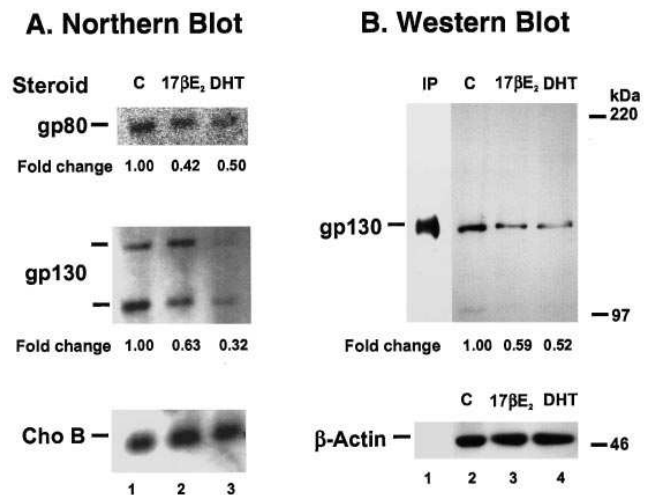 A. Northern Blot
Steroid C 17βE₂ DHT
gp80
Fold change 1.00 0.42 0.50
gp130
Fold change 1.00 0.63 0.32
Cho B
1 2 3
B. Western Blot
IP C 17βE₂ DHT kDa
220
gp130
97
Fold change 1.00 0.59 0.52
C 17βE₂ DHT
β-Actin
46
1 2 3 4